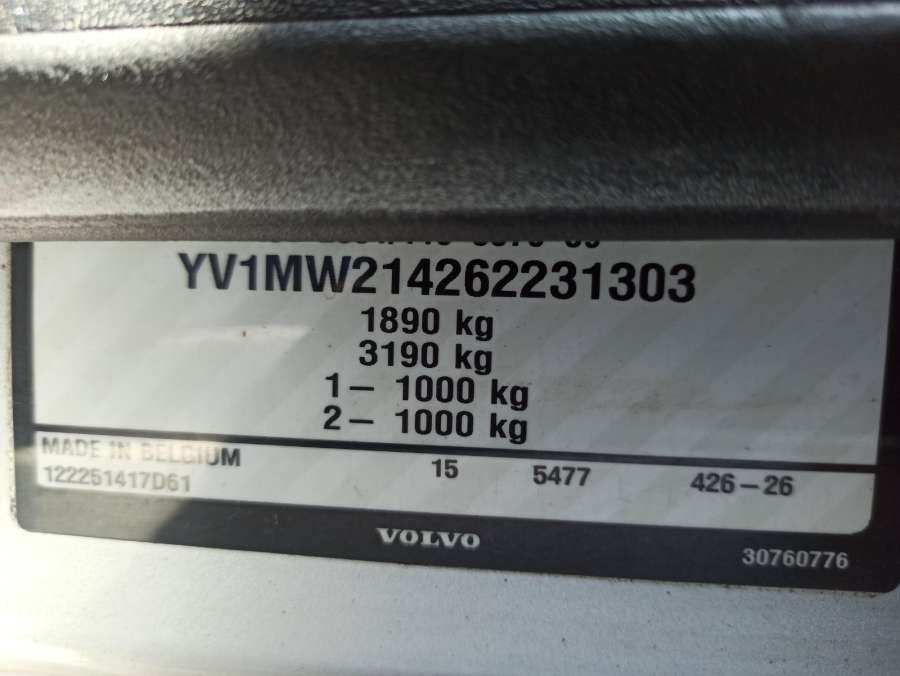 YV1MW214262231303
1890 kg
3190 kg
1– 1000 kg
2– 1000 kg
MADE IN BELGIUM 15 5477 426–26
122251417D61
VOLVO
30760776